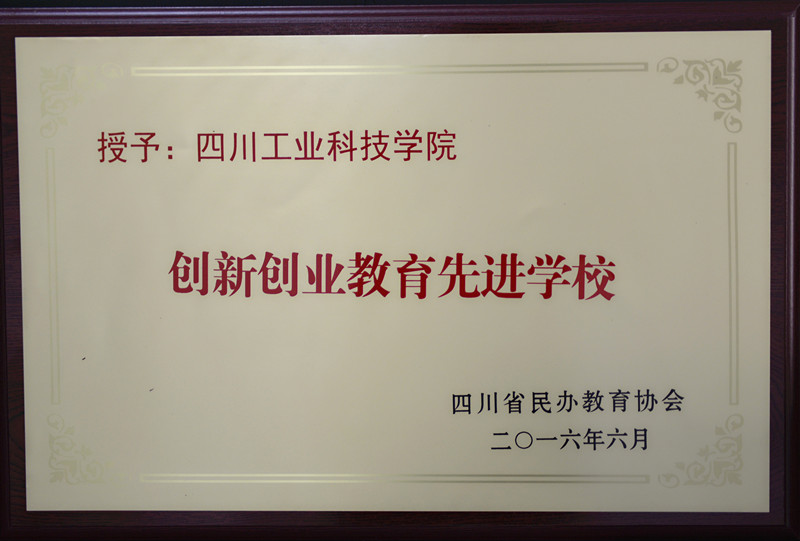 授予：四川工业科技学院
创新创业教育先进学校
四川省民办教育协会
二〇一六年六月